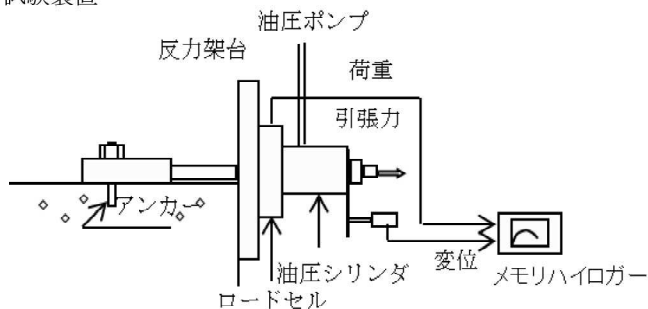 試験装置
油圧ポンプ
反力架台
荷重
引張力
アンカー
油圧シリンダ
変位
メモリハイロガー
ロードセル